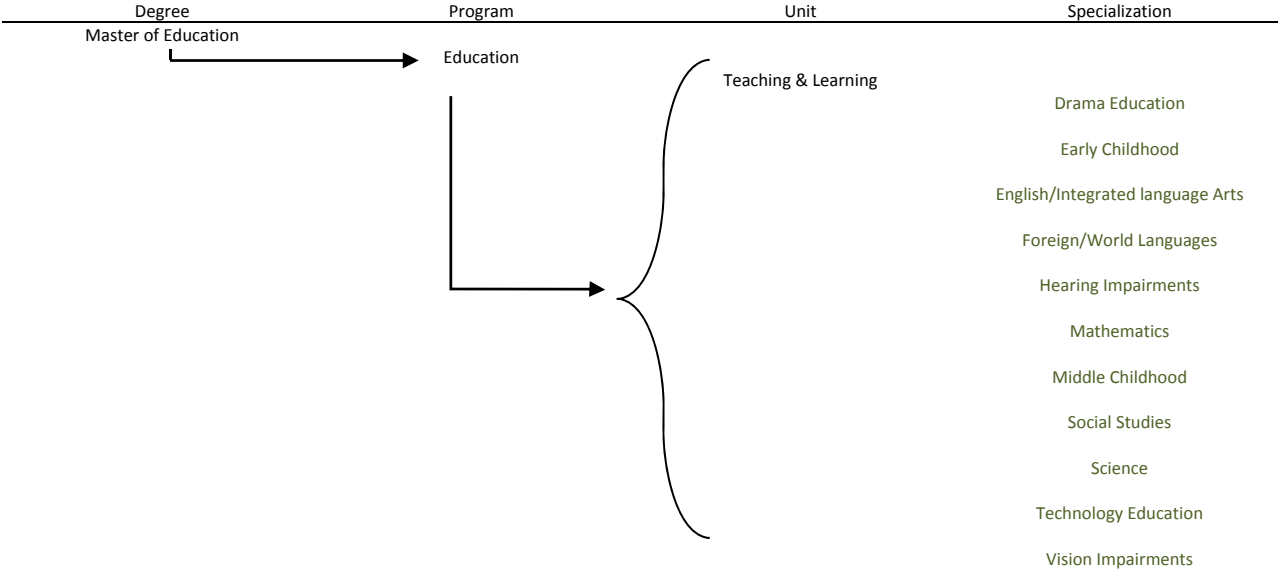 Degree Program Unit Specialization
Master of Education
Education
Teaching & Learning
Drama Education
Early Childhood
English/Integrated language Arts
Foreign/World Languages
Hearing Impairments
Mathematics
Middle Childhood
Social Studies
Science
Technology Education
Vision Impairments